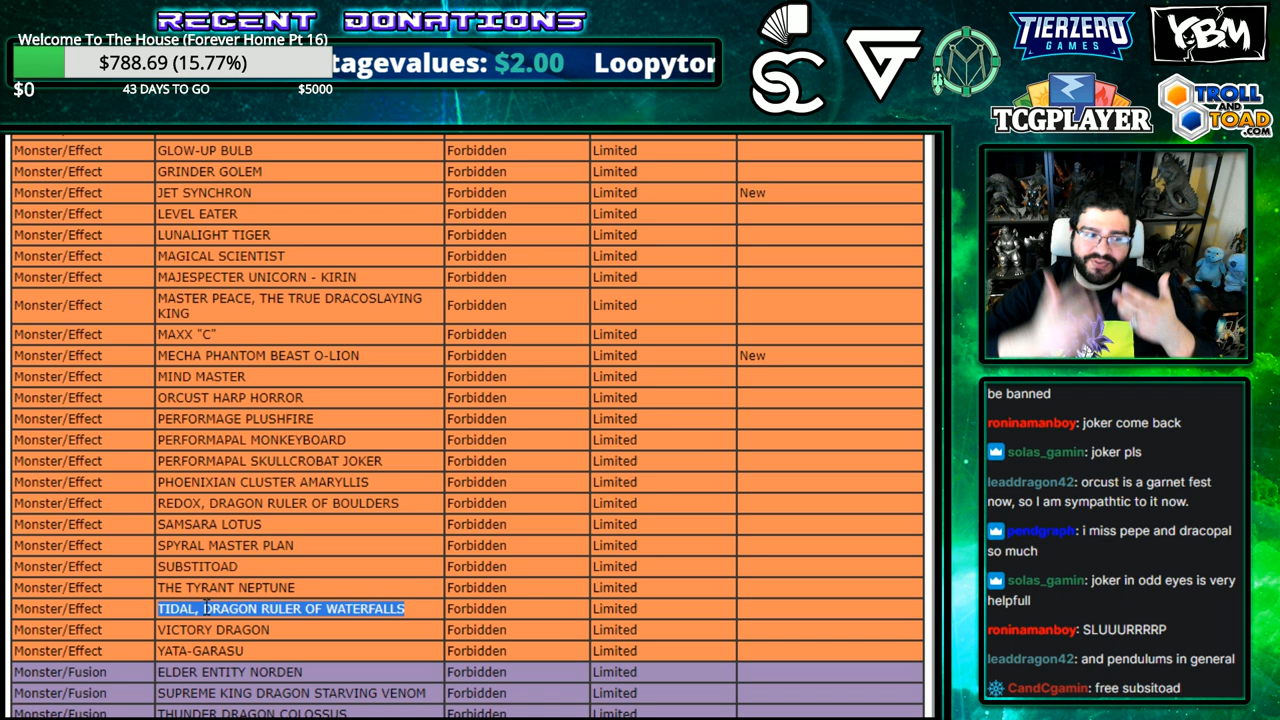 RECENT DONATIONS
Welcome To The House (Forever Home Pt 16)
$788.69 (15.77%)
$0 43 DAYS TO GO $5000
tagevalues: $2.00 Loopytor
SC
TIERZERO
GAMES
YBM
TCGPLAYER
TROLL
AND
TOAD
.COM
Monster/Effect GLOW-UP BULB Forbidden Limited
Monster/Effect GRINDER GOLEM Forbidden Limited
Monster/Effect JET SYNCHRON Forbidden Limited New
Monster/Effect LEVEL EATER Forbidden Limited
Monster/Effect LUNALIGHT TIGER Forbidden Limited
Monster/Effect MAGICAL SCIENTIST Forbidden Limited
Monster/Effect MAJESPECTER UNICORN - KIRIN Forbidden Limited
Monster/Effect MASTER PEACE, THE TRUE DRACOSLAYING Forbidden Limited
KING
Monster/Effect MAXX "C" Forbidden Limited
Monster/Effect MECHA PHANTOM BEAST O-LION Forbidden Limited New
Monster/Effect MIND MASTER Forbidden Limited
Monster/Effect ORCUST HARP HORROR Forbidden Limited
Monster/Effect PERFORMAGE PLUSHFIRE Forbidden Limited
Monster/Effect PERFORMAPAL MONKEYBOARD Forbidden Limited
Monster/Effect PERFORMAPAL SKULLCROBAT JOKER Forbidden Limited
Monster/Effect PHOENIXIAN CLUSTER AMARYLLIS Forbidden Limited
Monster/Effect REDOX, DRAGON RULER OF BOULDERS Forbidden Limited
Monster/Effect SAMSARA LOTUS Forbidden Limited
Monster/Effect SPYRAL MASTER PLAN Forbidden Limited
Monster/Effect SUBSTITOAD Forbidden Limited
Monster/Effect THE TYRANT NEPTUNE Forbidden Limited
Monster/Effect TIDAL, DRAGON RULER OF WATERFALLS Forbidden Limited
Monster/Effect VICTORY DRAGON Forbidden Limited
Monster/Effect YATA-GARASU Forbidden Limited
Monster/Fusion ELDER ENTITY NORDEN Forbidden Limited
Monster/Fusion SUPREME KING DRAGON STARVING VENOM Forbidden Limited
Monster/Fusion THUNDER DRAGON COLOSSUS Forbidden Limited
be banned
roninamanboy: joker come back
solas_gamin: joker pls
leaddragon42: orcust is a garnet fest
now, so I am sympathtic to it now.
pendgraph: i miss pepe and dracopal
so much
solas_gamin: joker in odd eyes is very
helpfull
roninamanboy: SLUUURRRRP
leaddragon42: and pendulums in general
CandCgamin: free subsitoad